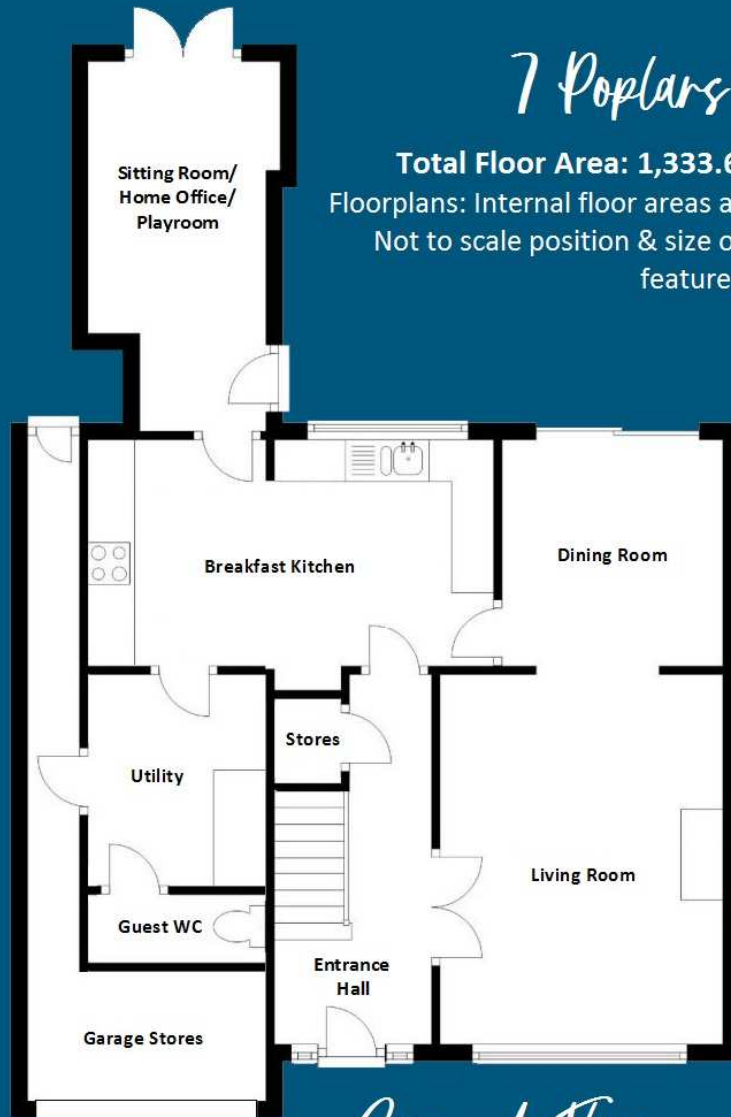 7 Poplars
Total Floor Area: 1,333.6
Floorplans: Internal floor areas a
Not to scale position & size o
feature
Sitting Room/
Home Office/
Playroom
Breakfast Kitchen
Dining Room
Stores
Utility
Living Room
Guest WC
Entrance
Hall
Garage Stores